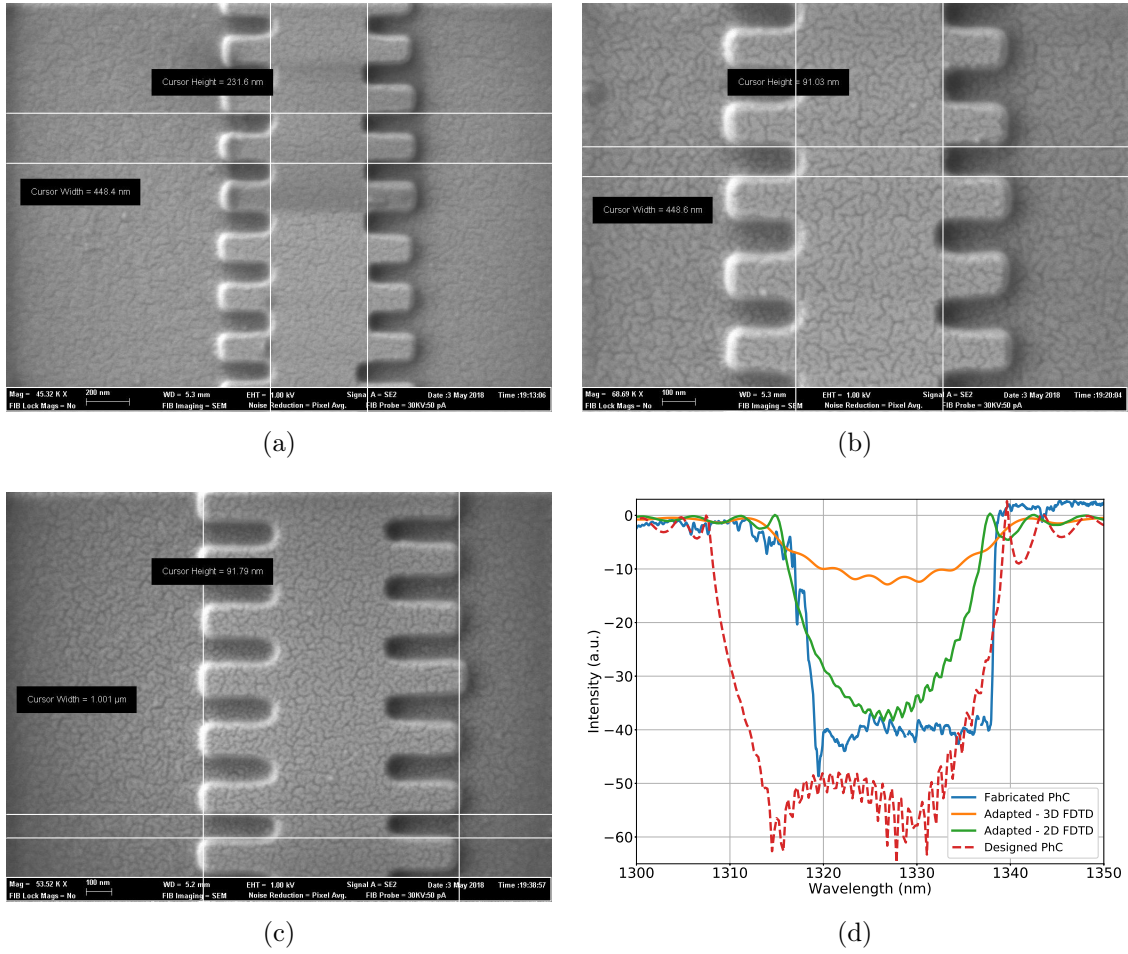 Cursor Height = 231.6 nm
Cursor Width = 448.4 nm
Mag = 45.32 K X 200 nm WD = 5.3 mm EHT = 1.00 kV Signal A = SE2 Date :3 May 2018 Time :19:13:06
FIB Lock Mags = No FIB Imaging = SEM Noise Reduction = Pixel Avg. FIB Probe = 30KV:50 pA
(a)
Cursor Height = 91.03 nm
Cursor Width = 448.6 nm
Mag = 68.69 K X 100 nm WD = 5.3 mm EHT = 1.00 kV Signal A = SE2 Date :3 May 2018 Time :19:20:04
FIB Lock Mags = No FIB Imaging = SEM Noise Reduction = Pixel Avg. FIB Probe = 30KV:50 pA
(b)
Cursor Height = 91.79 nm
Cursor Width = 1.001 µm
Mag = 53.52 K X 100 nm WD = 5.2 mm EHT = 1.00 kV Signal A = SE2 Date :3 May 2018 Time :19:38:57
FIB Lock Mags = No FIB Imaging = SEM Noise Reduction = Pixel Avg. FIB Probe = 30KV:50 pA
(c)
Intensity (a.u.)
0
−10
−20
−30
−40
−50
−60
Fabricated PhC
Adapted - 3D FDTD
Adapted - 2D FDTD
Designed PhC
1300 1310 1320 1330 1340 1350
Wavelength (nm)
(d)